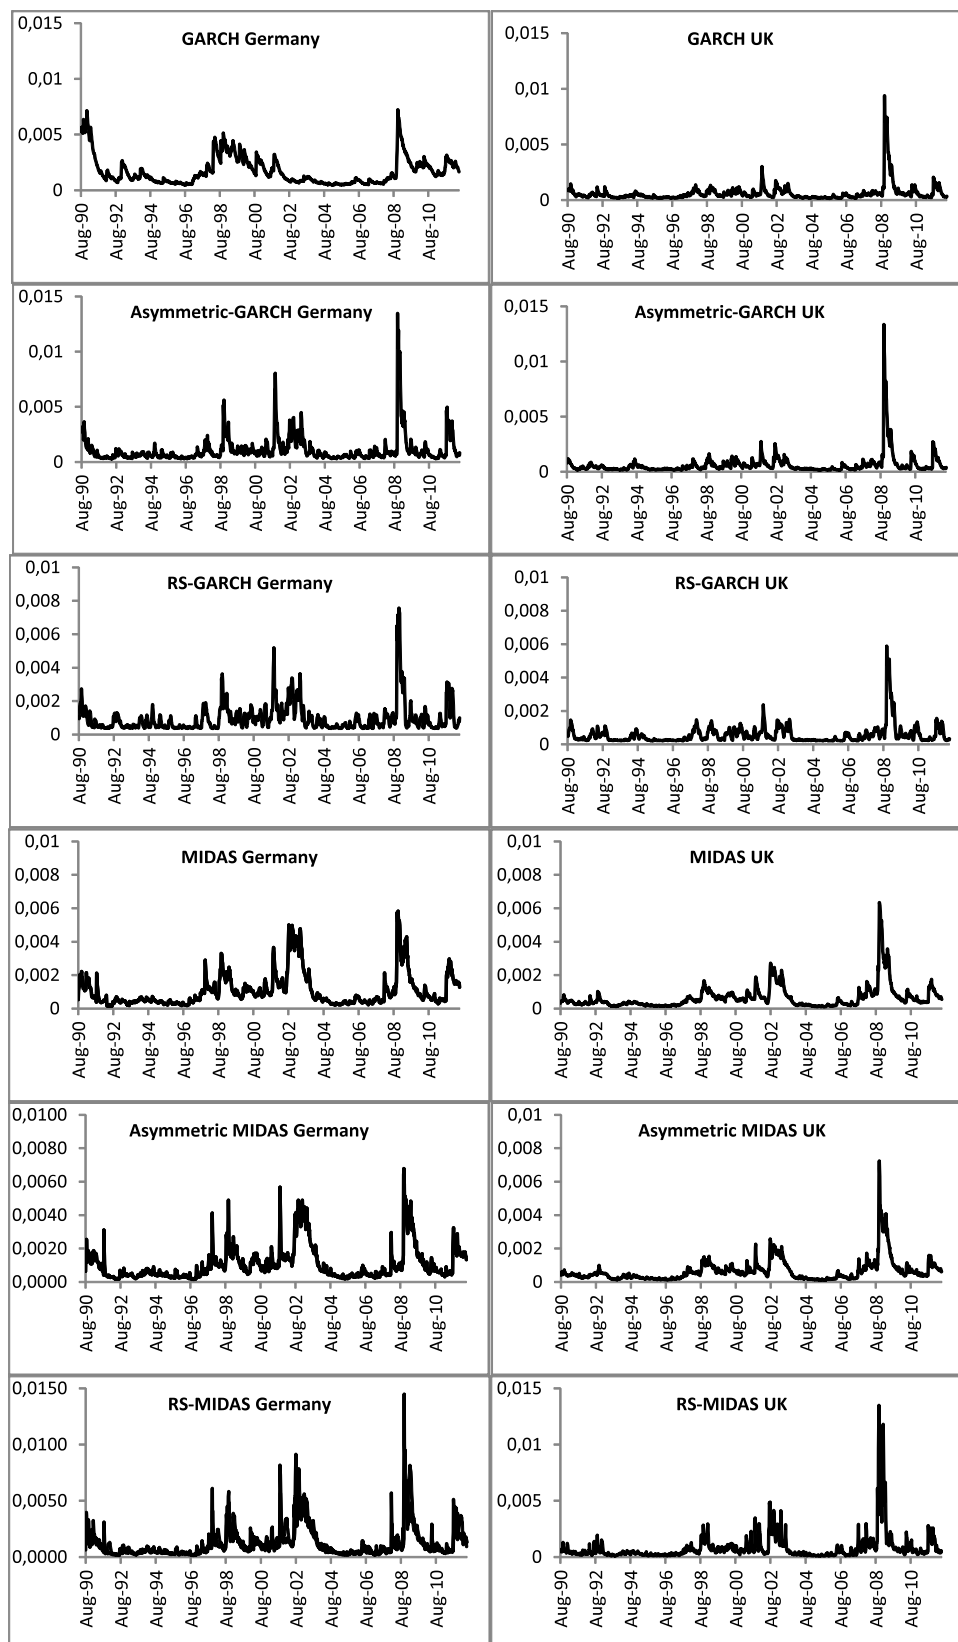 GARCH Germany
0,015
0,01
0,005
0
Aug-90
Aug-92
Aug-94
Aug-96
Aug-98
Aug-00
Aug-02
Aug-04
Aug-06
Aug-08
Aug-10
GARCH UK
0,015
0,01
0,005
0
Aug-90
Aug-92
Aug-94
Aug-96
Aug-98
Aug-00
Aug-02
Aug-04
Aug-06
Aug-08
Aug-10
Asymmetric-GARCH Germany
0,015
0,01
0,005
0
Aug-90
Aug-92
Aug-94
Aug-96
Aug-98
Aug-00
Aug-02
Aug-04
Aug-06
Aug-08
Aug-10
Asymmetric-GARCH UK
0,015
0,01
0,005
0
Aug-90
Aug-92
Aug-94
Aug-96
Aug-98
Aug-00
Aug-02
Aug-04
Aug-06
Aug-08
Aug-10
RS-GARCH Germany
0,01
0,008
0,006
0,004
0,002
0
Aug-90
Aug-92
Aug-94
Aug-96
Aug-98
Aug-00
Aug-02
Aug-04
Aug-06
Aug-08
Aug-10
RS-GARCH UK
0,01
0,008
0,006
0,004
0,002
0
Aug-90
Aug-92
Aug-94
Aug-96
Aug-98
Aug-00
Aug-02
Aug-04
Aug-06
Aug-08
Aug-10
MIDAS Germany
0,01
0,008
0,006
0,004
0,002
0
Aug-90
Aug-92
Aug-94
Aug-96
Aug-98
Aug-00
Aug-02
Aug-04
Aug-06
Aug-08
Aug-10
MIDAS UK
0,01
0,008
0,006
0,004
0,002
0
Aug-90
Aug-92
Aug-94
Aug-96
Aug-98
Aug-00
Aug-02
Aug-04
Aug-06
Aug-08
Aug-10
Asymmetric MIDAS Germany
0,0100
0,0080
0,0060
0,0040
0,0020
0,0000
Aug-90
Aug-92
Aug-94
Aug-96
Aug-98
Aug-00
Aug-02
Aug-04
Aug-06
Aug-08
Aug-10
Asymmetric MIDAS UK
0,01
0,008
0,006
0,004
0,002
0
Aug-90
Aug-92
Aug-94
Aug-96
Aug-98
Aug-00
Aug-02
Aug-04
Aug-06
Aug-08
Aug-10
RS-MIDAS Germany
0,0150
0,0100
0,0050
0,0000
Aug-90
Aug-92
Aug-94
Aug-96
Aug-98
Aug-00
Aug-02
Aug-04
Aug-06
Aug-08
Aug-10
RS-MIDAS UK
0,015
0,01
0,005
0
Aug-90
Aug-92
Aug-94
Aug-96
Aug-98
Aug-00
Aug-02
Aug-04
Aug-06
Aug-08
Aug-10